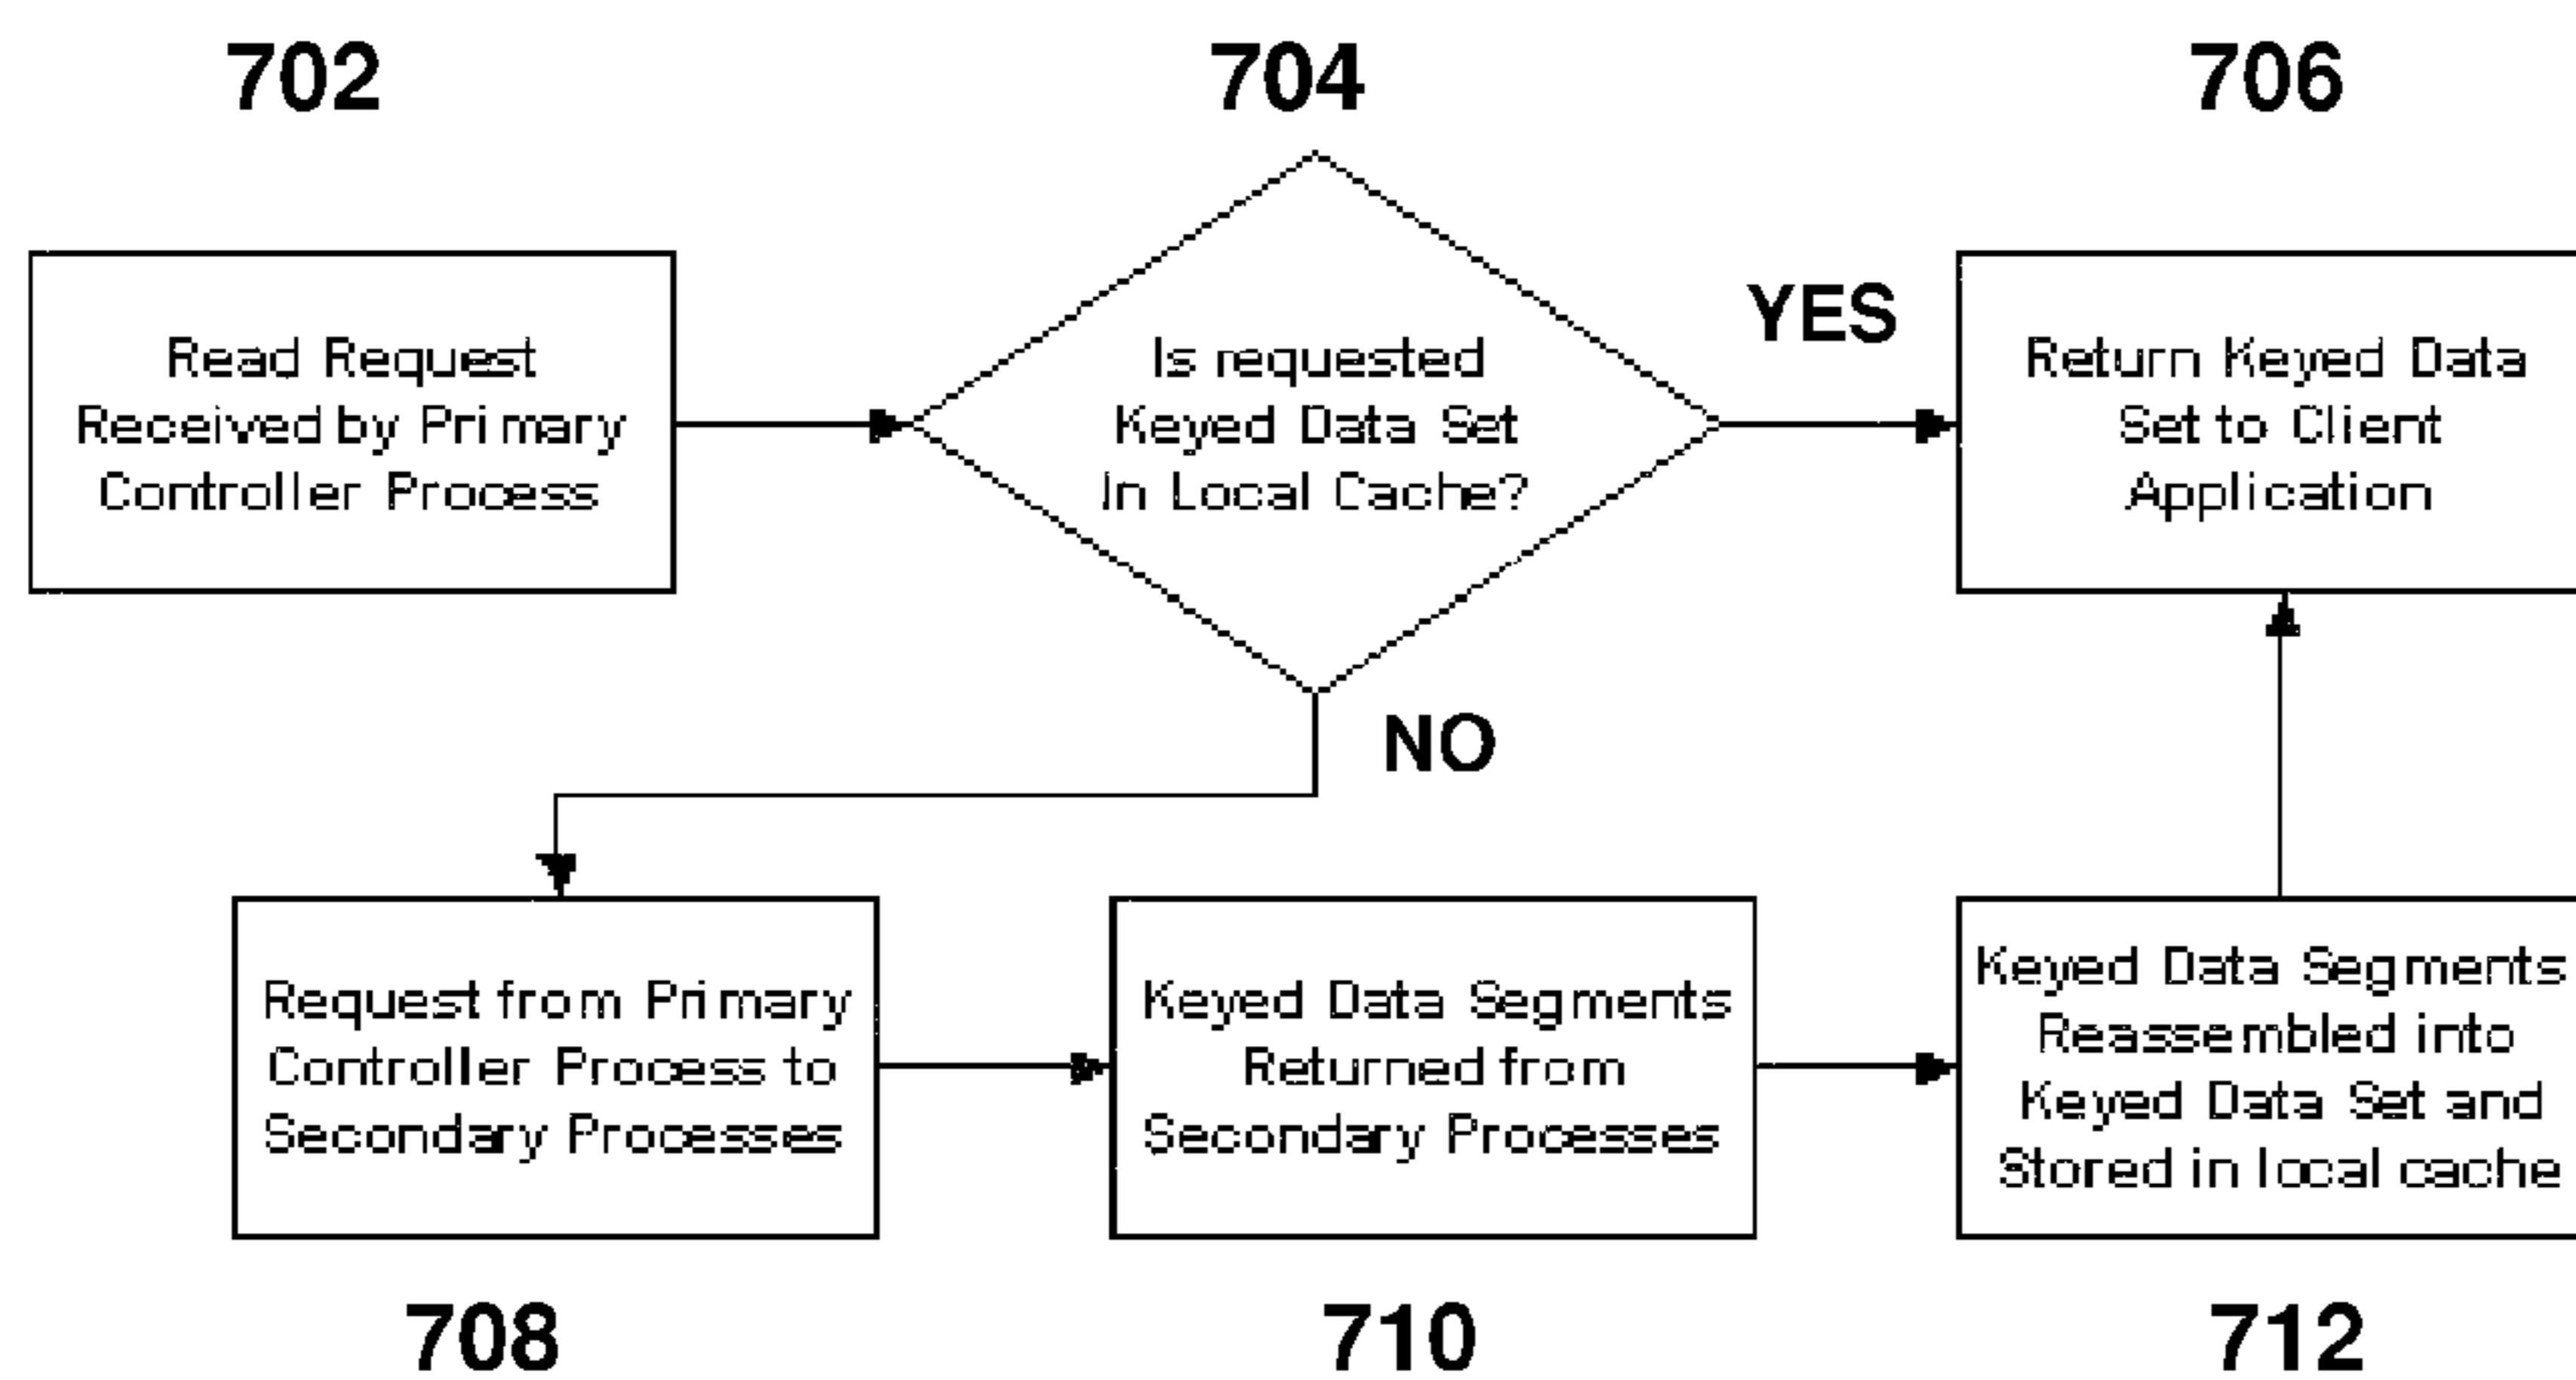 702
704
706
Read Request
Received by Primary
Controller Process
Is requested
Keyed Data Set
In Local Cache?
YES
Return Keyed Data
Set to Client
Application
NO
Request from Primary
Controller Process to
Secondary Processes
Keyed Data Segments
Returned from
Secondary Processes
Keyed Data Segments
Reassembled into
Keyed Data Set and
Stored in local cache
708
710
712